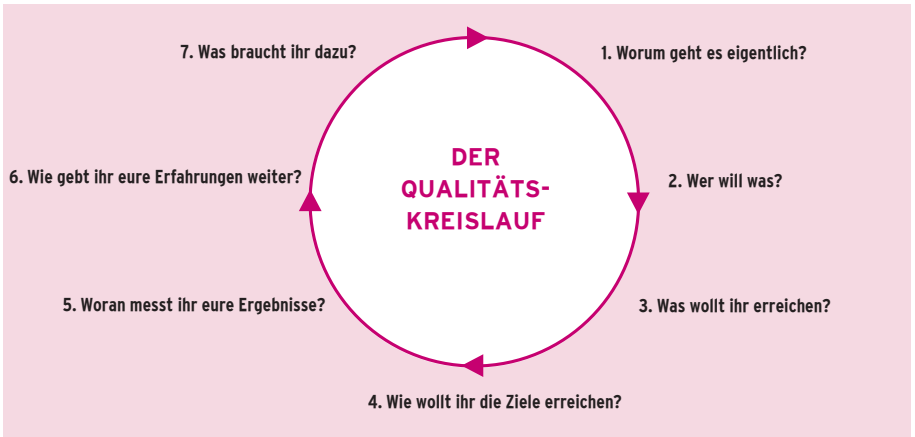 DER
QUALITÄTS-
KREISLAUF
1. Worum geht es eigentlich?
2. Wer will was?
3. Was wollt ihr erreichen?
4. Wie wollt ihr die Ziele erreichen?
5. Woran messt ihr eure Ergebnisse?
6. Wie gebt ihr eure Erfahrungen weiter?
7. Was braucht ihr dazu?